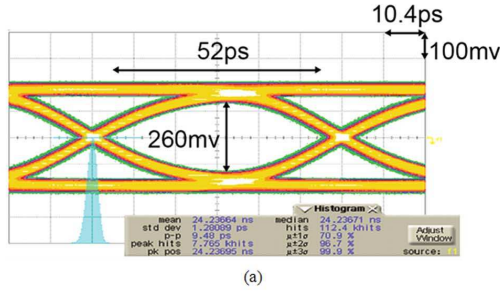 10.4ps
100mv
52ps
260mv
Histogram
mean 24.23664 ns median 24.23671 ns
std dev 1.28089 ps hits 112.4 khits
p-p 9.48 ps µ±1σ 70.9 %
peak hits 7.765 khits µ±2σ 96.7 %
pk pos 24.23695 ns µ±3σ 99.9 %
Adjust
Window
source:
(a)